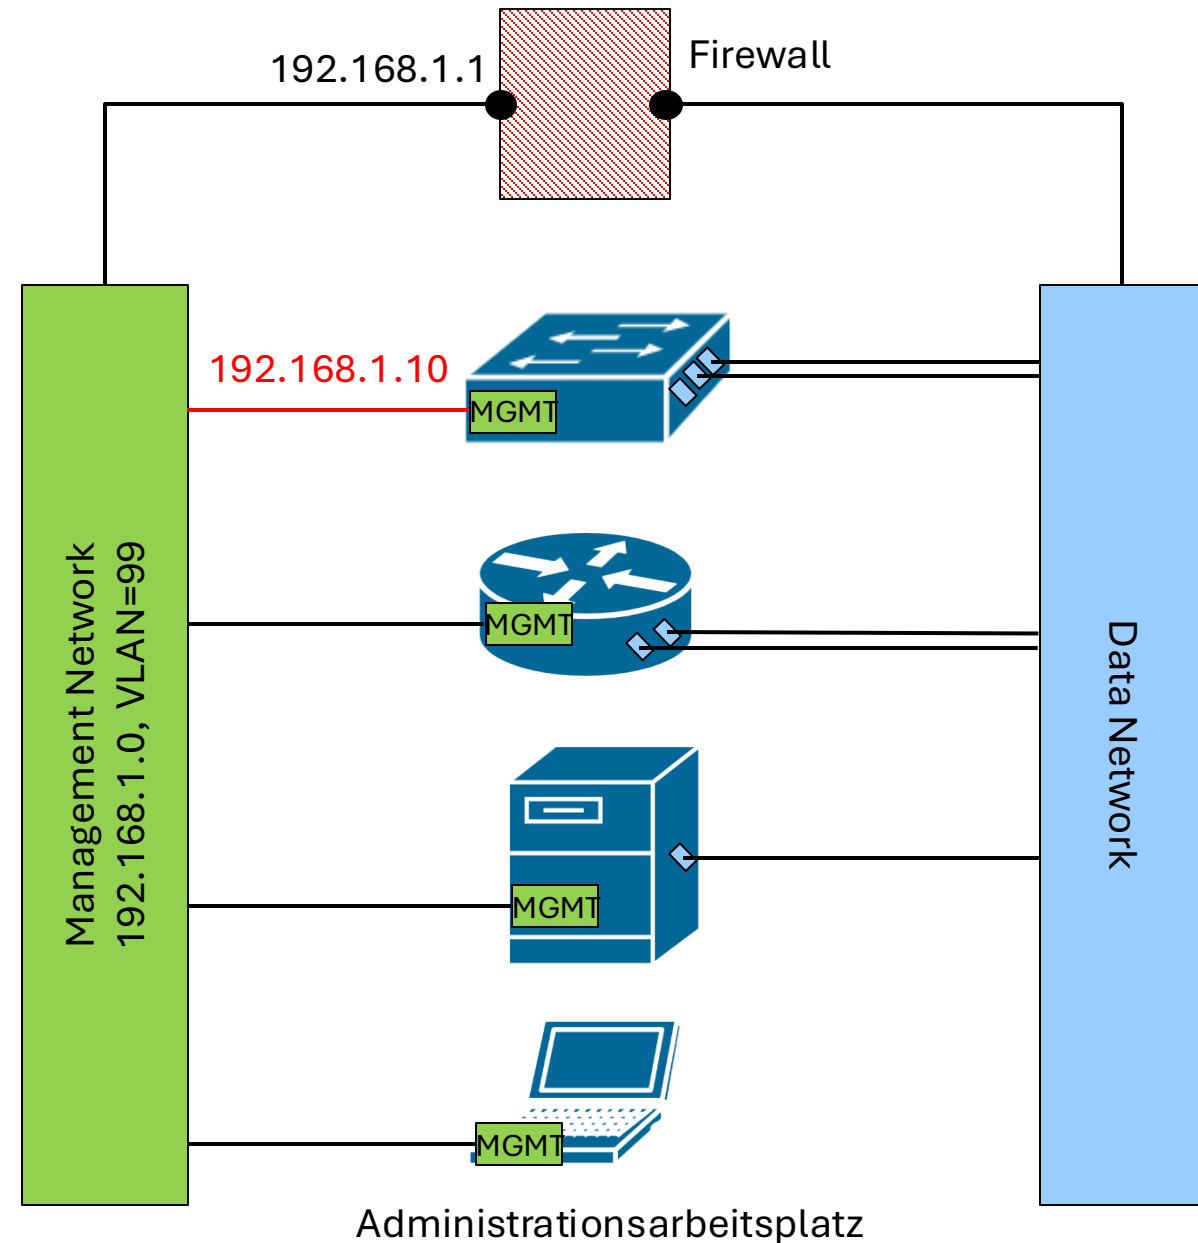 Firewall
192.168.1.1
192.168.1.10
MGMT
MGMT
MGMT
MGMT
Management Network
192.168.1.0, VLAN=99
Data Network
Administrationsarbeitsplatz